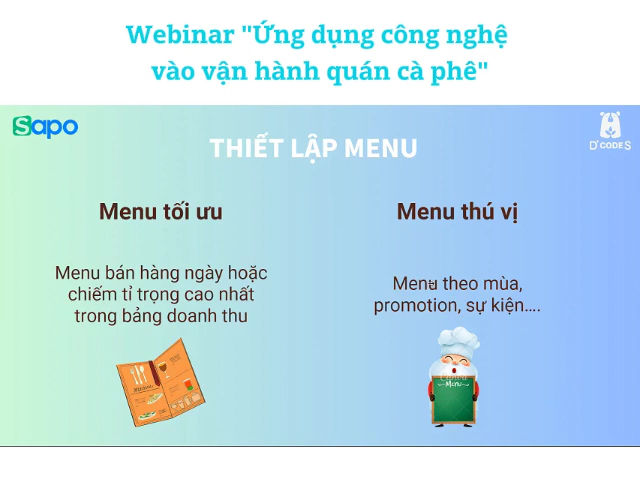 Webinar "Ứng dụng công nghệ
vào vận hành quán cà phê"
Sapo
D'CODES
THIẾT LẬP MENU
Menu tối ưu
Menu thú vị
Menu bán hàng ngày hoặc
chiếm tỉ trọng cao nhất
trong bảng doanh thu
Menu theo mùa,
promotion, sự kiện....
Menu